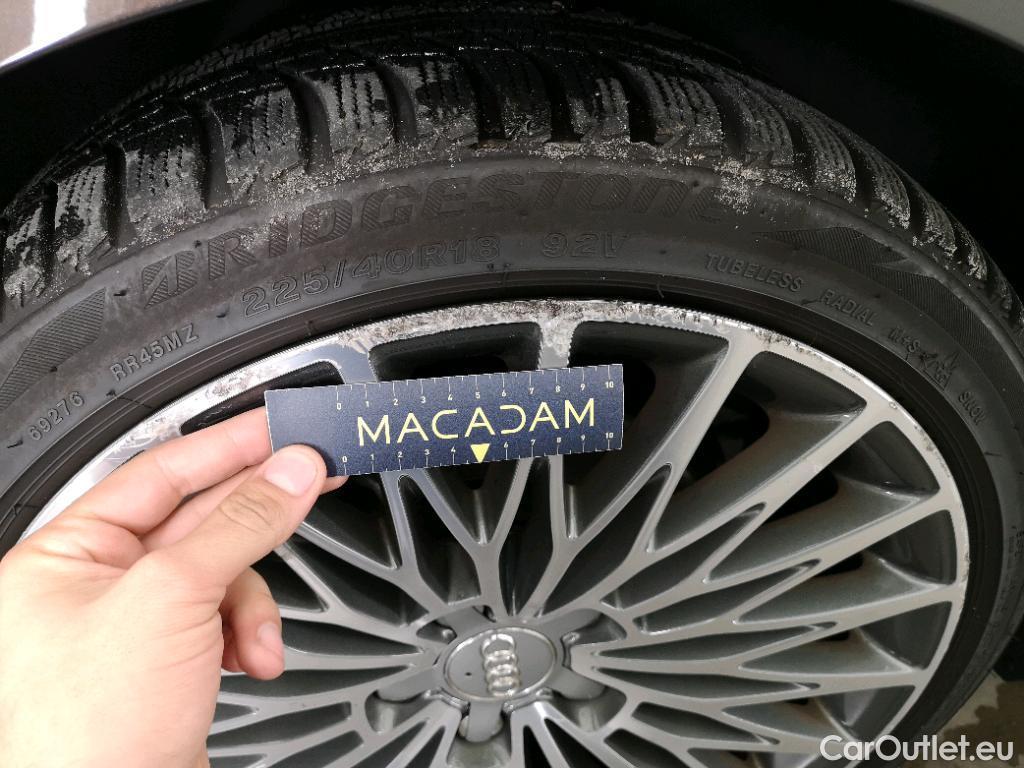 BRIDGESTONE
225/40R18 92V
TUBELESS RADIAL M+S
69276 RR45MZ
0 1 2 3 4 5 6 7 8 9 10
MACADAM
0 1 2 3 4 6 7 8 9 10
CarOutlet.eu